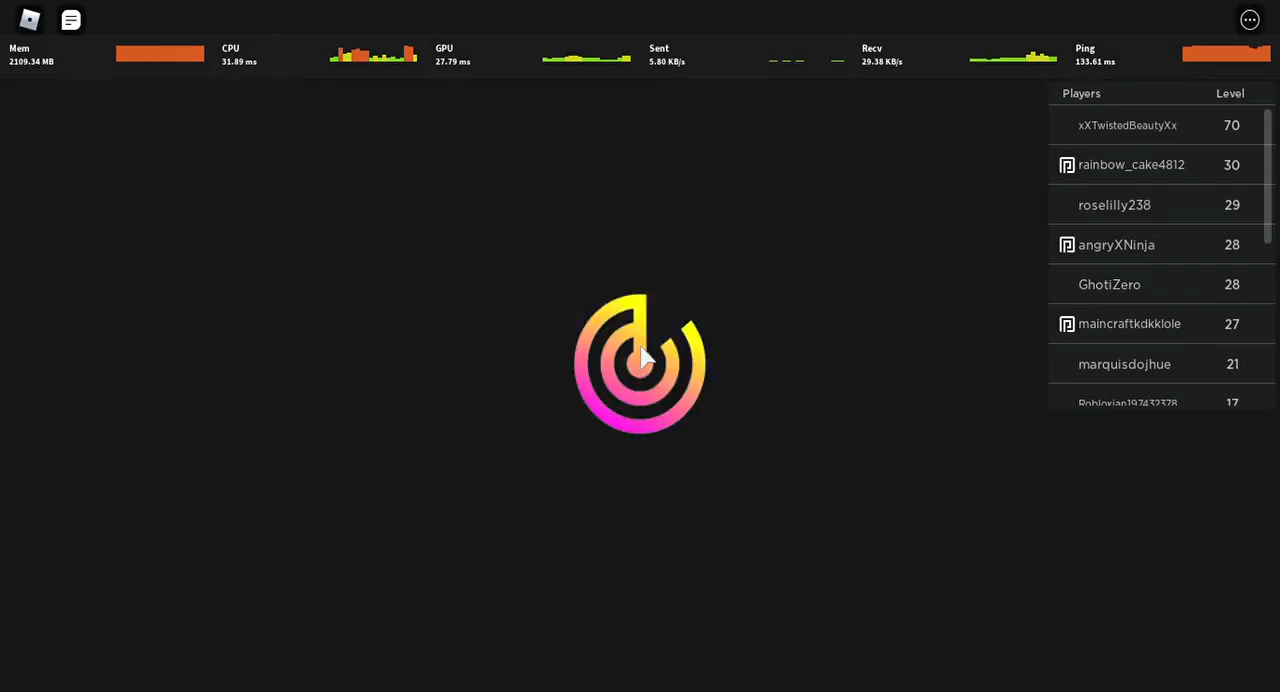 Mem
2109.34 MB
CPU
31.89 ms
GPU
27.79 ms
Sent
5.80 KB/s
Recv
29.38 KB/s
Ping
133.61 ms
Players Level
xXTwistedBeautyXx 70
rainbow_cake4812 30
roselilly238 29
angryXNinja 28
GhotiZero 28
maincraftkdkklole 27
marquisdojhue 21
Robloxian197432378 17